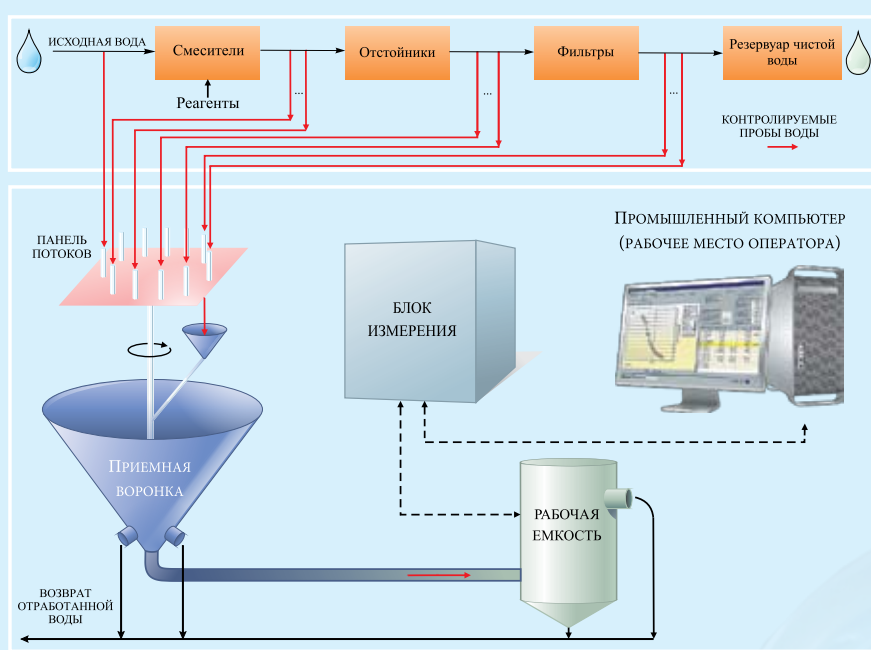 ИСХОДНАЯ ВОДА
Смесители
Отстойники
Фильтры
Резервуар чистой
воды
Реагенты
...
...
...
КОНТРОЛИРУЕМЫЕ
ПРОБЫ ВОДЫ
ПАНЕЛЬ
ПОТОКОВ
ПРОМЫШЛЕННЫЙ КОМПЬЮТЕР
(РАБОЧЕЕ МЕСТО ОПЕРАТОРА)
БЛОК
ИЗМЕРЕНИЯ
ПРИЕМНАЯ
ВОРОНКА
РАБОЧАЯ
ЕМКОСТЬ
ВОЗВРАТ
ОТРАБОТАННОЙ
ВОДЫ